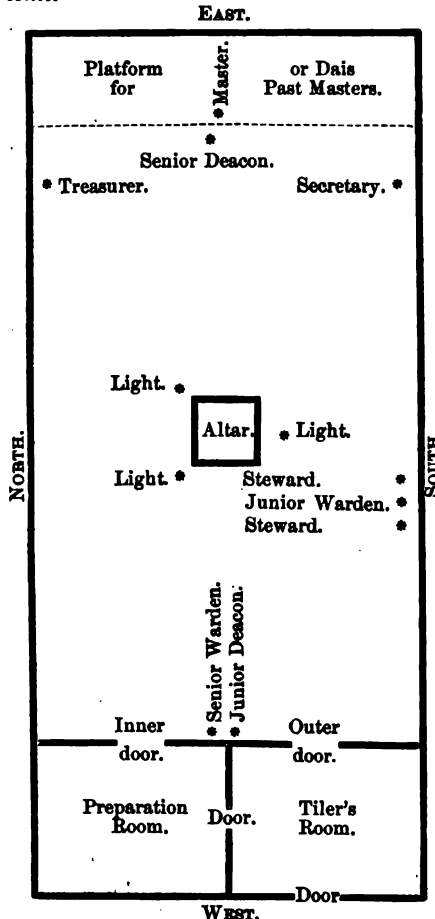 EAST.
Platform
for
Master.
or Dais
Past Masters.
Senior Deacon.
Treasurer.
Secretary.
Light.
Altar.
Light.
Light.
Steward.
Junior Warden.
Steward.
NORTH.
SOUTH
Senior Warden.
Junior Deacon.
Inner
door.
Outer
door.
Preparation
Room.
Door.
Tiler's
Room.
Door
WEST.